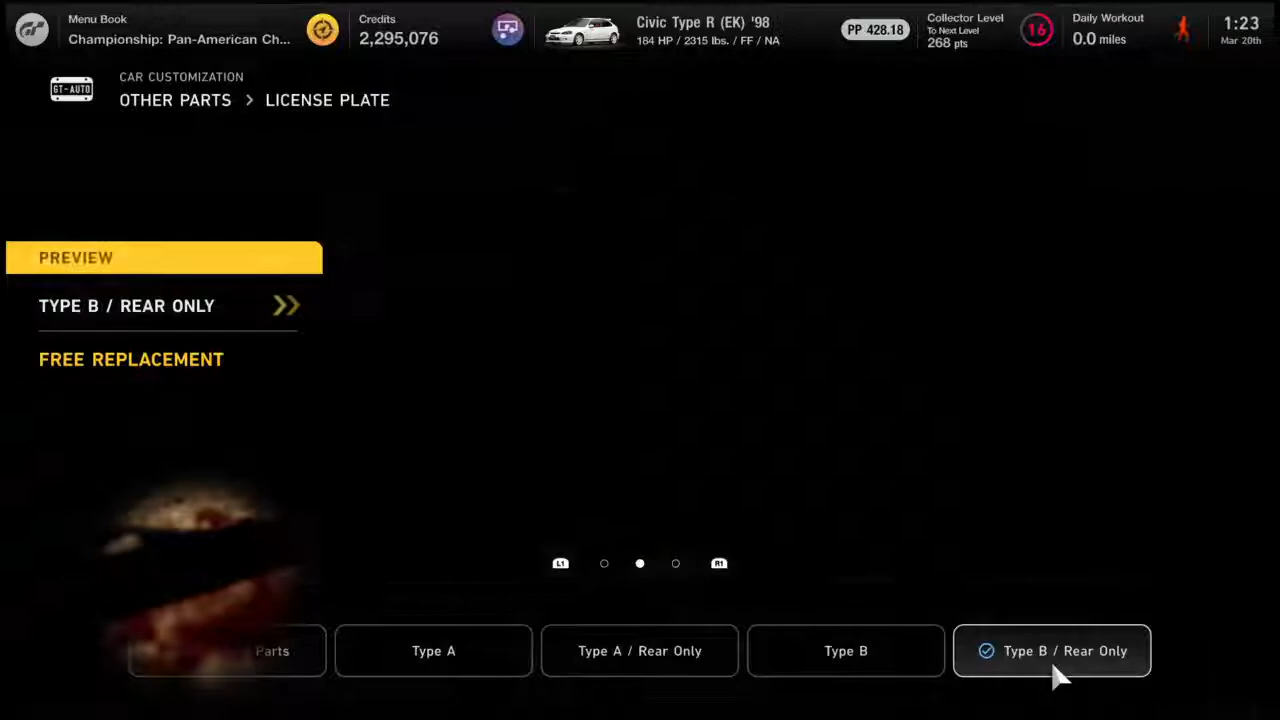 Menu Book
Championship: Pan-American Ch...
Credits
2,295,076
Civic Type R (EK) '98
184 HP / 2315 lbs. / FF / NA
PP 428.18
Collector Level
To Next Level
268 pts
16
Daily Workout
0.0 miles
1:23
Mar 20th
GT-AUTO
CAR CUSTOMIZATION
OTHER PARTS > LICENSE PLATE
PREVIEW
TYPE B / REAR ONLY
FREE REPLACEMENT
L1
R1
Parts
Type A
Type A / Rear Only
Type B
Type B / Rear Only